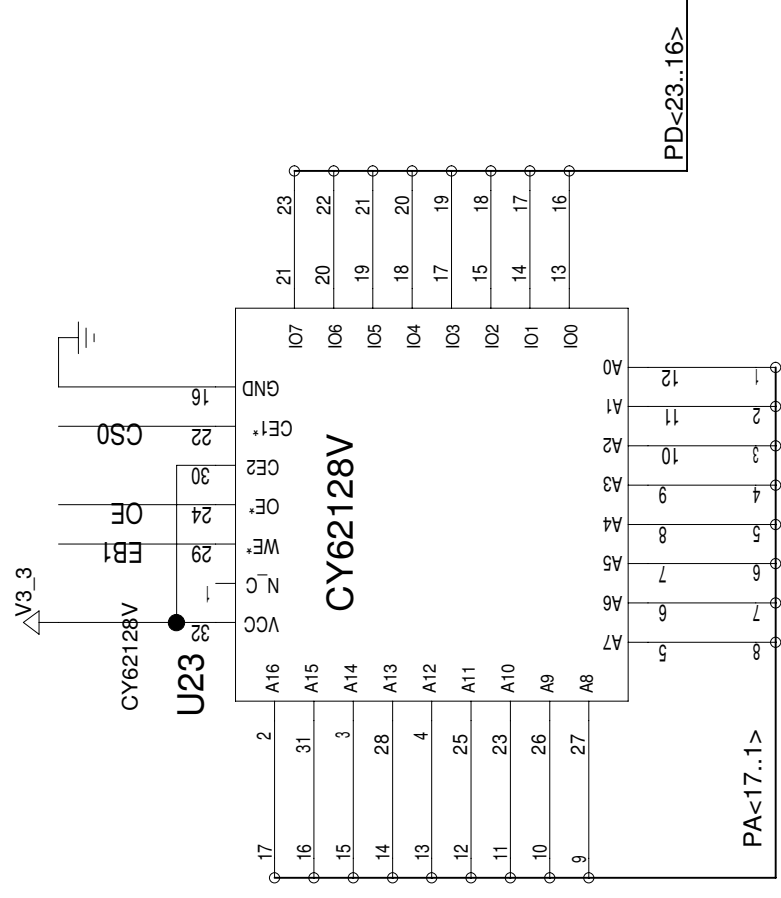 PD<23..16>
23 22 21 20 19 18 17 16
21 20 19 18 17 15 14 13
IO7 IO6 IO5 IO4 IO3 IO2 IO1 IO0
CS0
OE
EB1
V3_3
16 22 30 24 29 1 32
GND CE1* CE2 OE* WE* N_C VCC
CY62128V
U23
CY62128V
A0 A1 A2 A3 A4 A5 A6 A7
12 11 10 9 8 7 6 5
1 2 3 4 5 6 7 8
A16 A15 A14 A13 A12 A11 A10 A9 A8
2 31 3 28 4 25 23 26 27
17 16 15 14 13 12 11 10 9
PA<17..1>